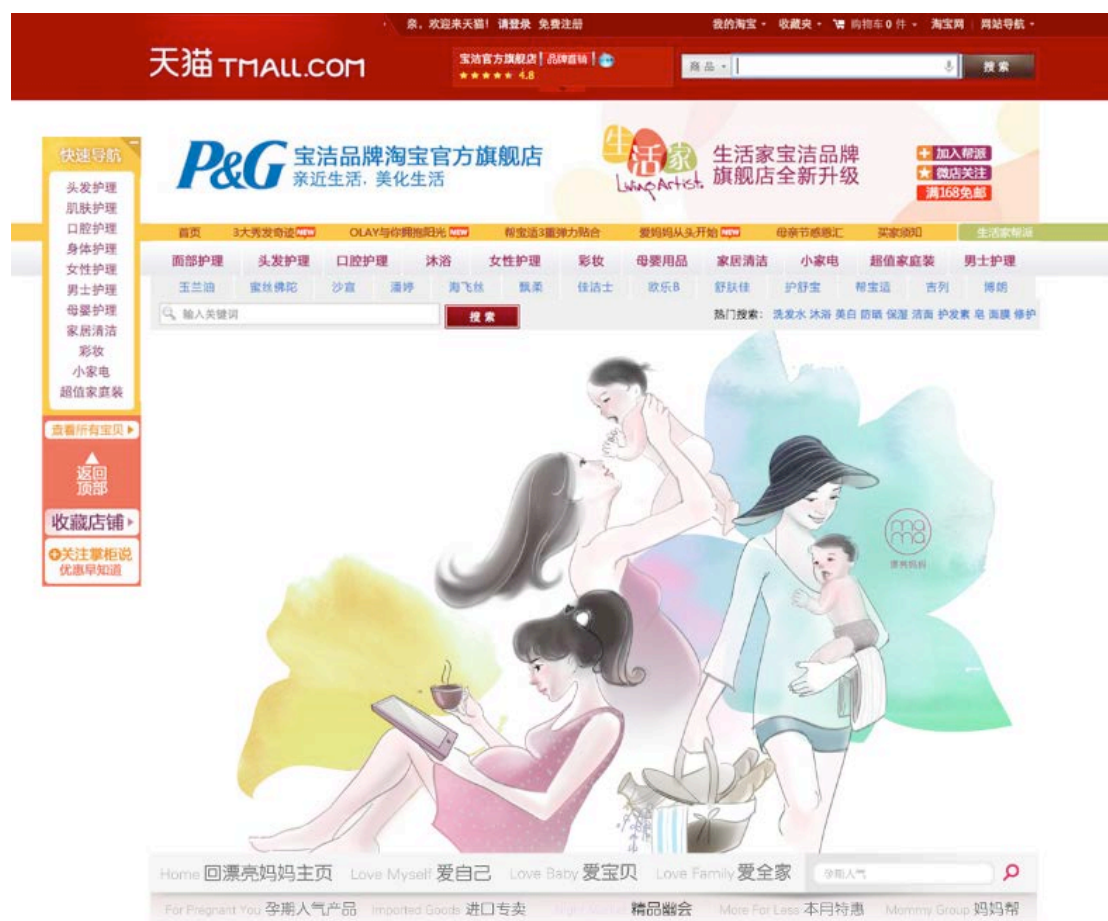 亲，欢迎来天猫！ 请登录 免费注册 我的淘宝 收藏夹 购物车 0 件 淘宝网 网站导航
天猫 TMALL.COM
宝洁官方旗舰店 品牌直销
4.8
商品 搜索
P&G 宝洁品牌淘宝官方旗舰店
亲近生活. 美化生活
生活家
Living Artist
生活家宝洁品牌
旗舰店全新升级
加入帮派
微店关注
满168免邮
首页 3大秀发奇迹 NEW OLAY与你拥抱阳光 NEW 帮宝适3重弹力贴合 爱妈妈从头开始 NEW 母亲节感恩汇 买家须知 生活家帮派
面部护理 头发护理 口腔护理 沐浴 女性护理 彩妆 母婴用品 家居清洁 小家电 超值家庭装 男士护理
玉兰油 蜜丝佛陀 沙宣 潘婷 海飞丝 飘柔 佳洁士 欧乐B 舒肤佳 护舒宝 帮宝适 吉列 博朗
输入关键词 搜索 热门搜索： 洗发水 沐浴 美白 防晒 保湿 洁面 护发素 皂 面膜 修护
快速导航
头发护理
肌肤护理
口腔护理
身体护理
女性护理
男士护理
母婴护理
家居清洁
彩妆
小家电
超值家庭装
查看所有宝贝
返回
顶部
收藏店铺
关注掌柜说
优惠早知道
mama
漂亮妈妈
Home 回漂亮妈妈主页 Love Myself 爱自己 Love Baby 爱宝贝 Love Family 爱全家 孕期人气
For Pregnant You 孕期人气产品 Imported Goods 进口专卖 精品幽会 More For Less 本月特惠 Mommy Group 妈妈帮